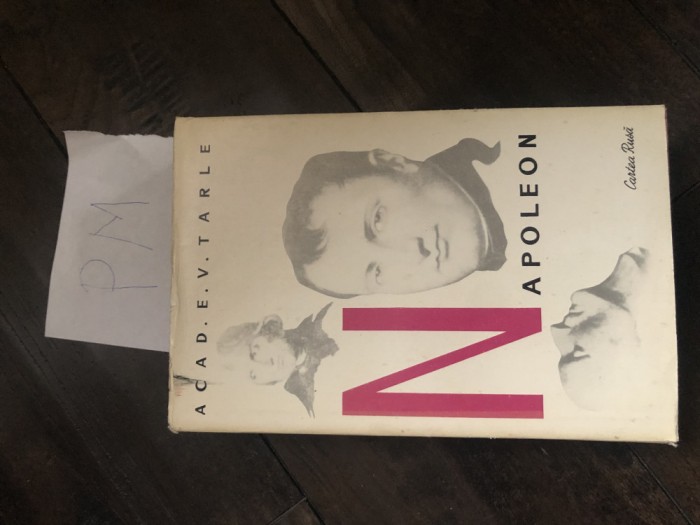 PM
ACAD. E. V. TARLE
NAPOLEON
Cartea Rusă